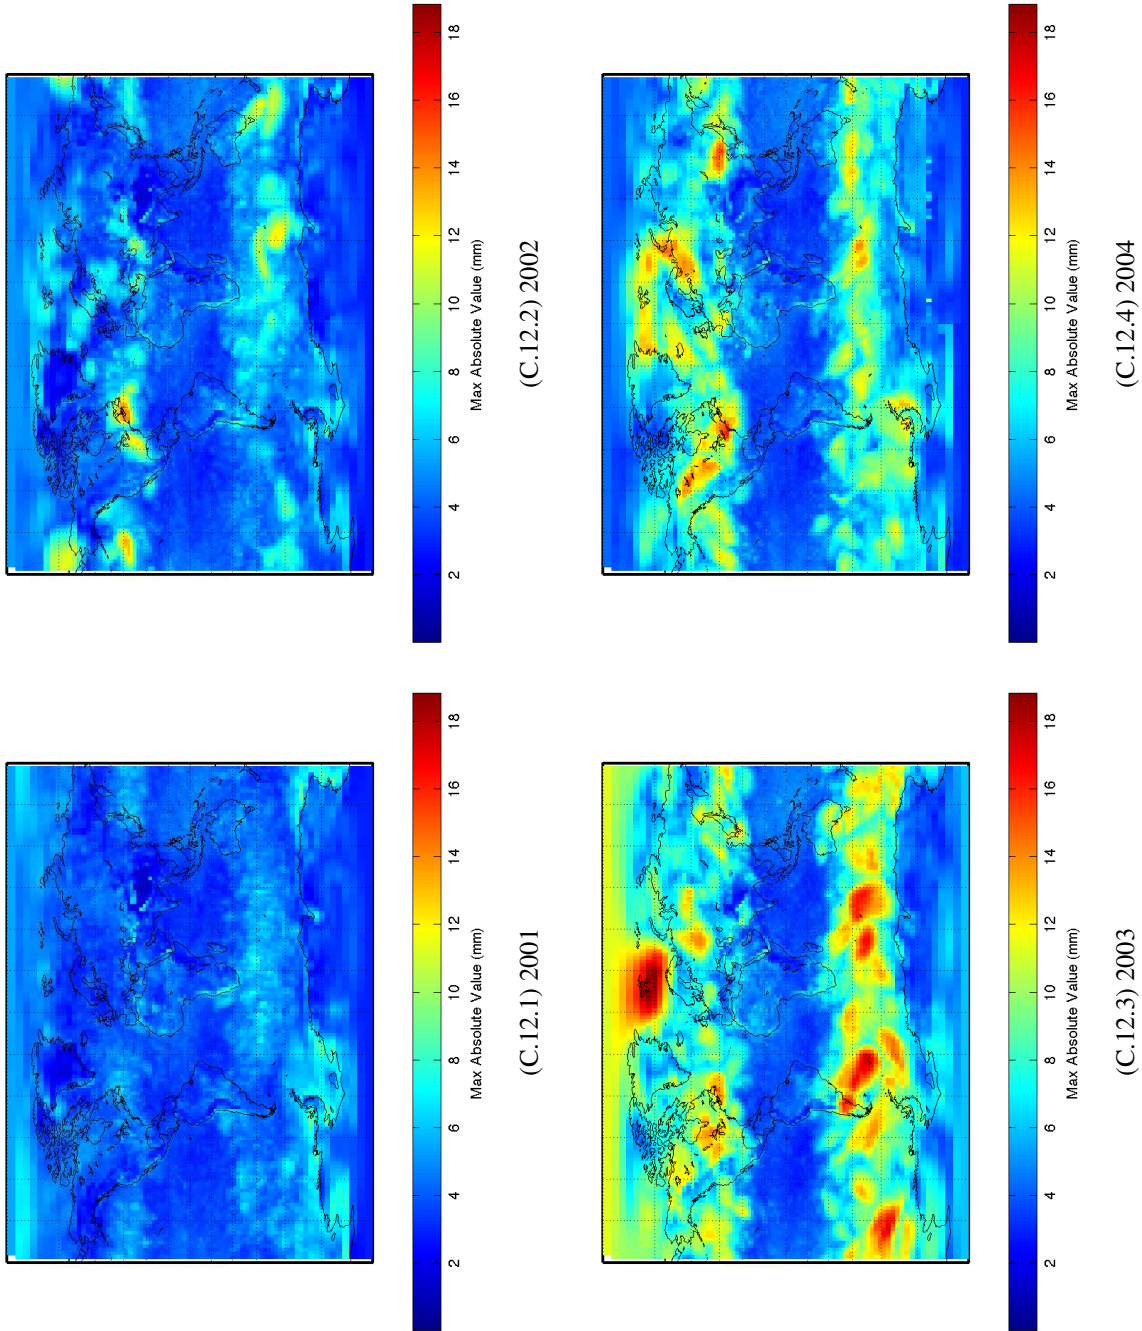 2 4 6 8 10 12 14 16 18
Max Absolute Value (mm)
(C.12.1) 2001
2 4 6 8 10 12 14 16 18
Max Absolute Value (mm)
(C.12.2) 2002
2 4 6 8 10 12 14 16 18
Max Absolute Value (mm)
(C.12.3) 2003
2 4 6 8 10 12 14 16 18
Max Absolute Value (mm)
(C.12.4) 2004